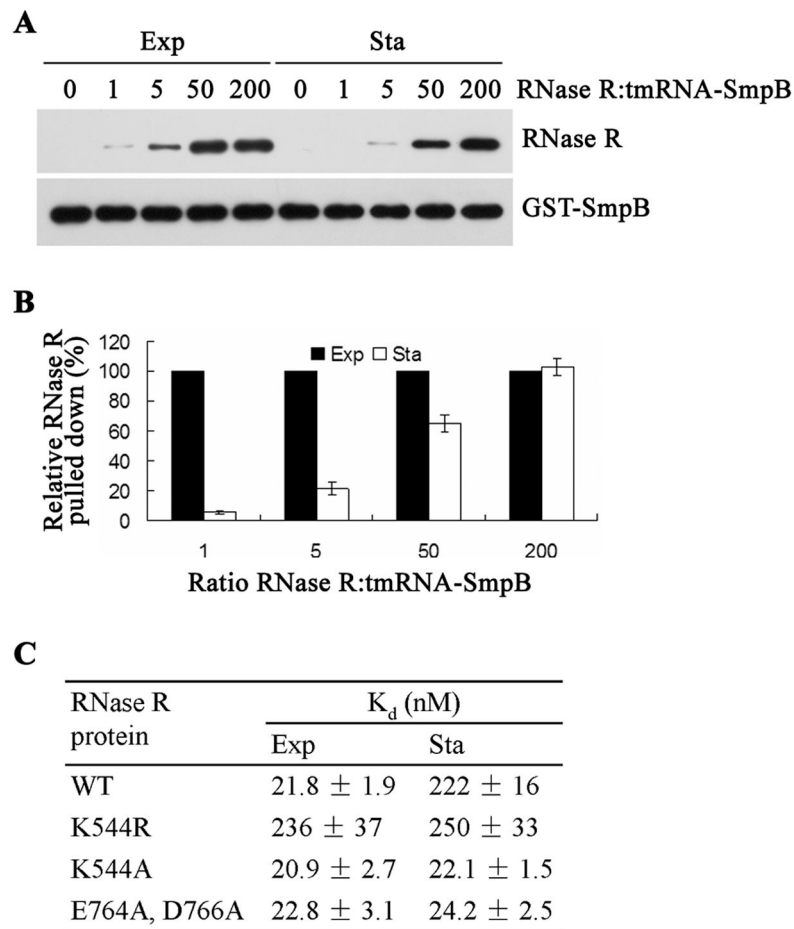 A
Exp Sta
0 1 5 50 200 0 1 5 50 200 RNase R:tmRNA-SmpB
RNase R
GST-SmpB
B
Relative RNase R
pulled down (%)
120
100
80
60
40
20
0
Exp Sta
1 5 50 200
Ratio RNase R:tmRNA-SmpB
C
RNase R
protein
Kd (nM)
Exp Sta
WT 21.8 ± 1.9 222 ± 16
K544R 236 ± 37 250 ± 33
K544A 20.9 ± 2.7 22.1 ± 1.5
E764A, D766A 22.8 ± 3.1 24.2 ± 2.5